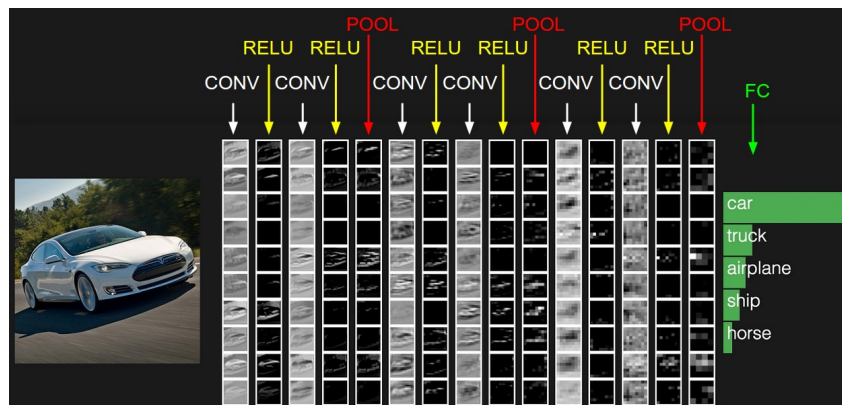 POOL POOL POOL
RELU RELU RELU RELU RELU RELU
CONV CONV CONV CONV CONV CONV
FC
car
truck
airplane
ship
horse